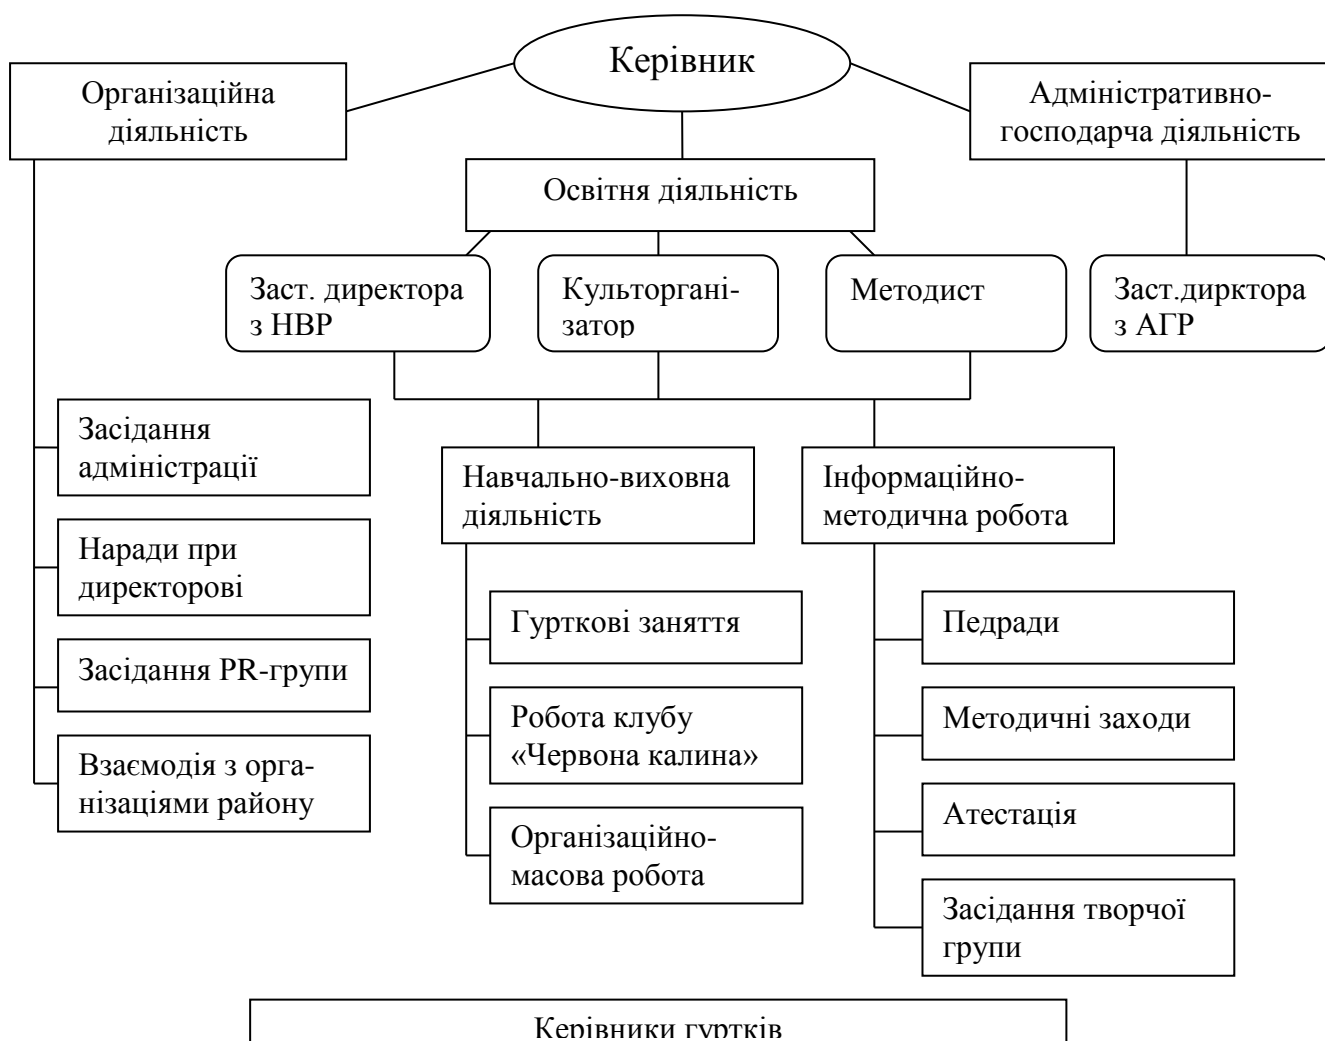 Керівник
Організаційна
діяльність
Адміністративно-
господарча діяльність
Освітня діяльність
Заст. директора
з НВР
Культоргані-
затор
Методист
Заст.дирктора
з АГР
Засідання
адміністрації
Наради при
директорові
Засідання PR-групи
Взаємодія з орга-
нізаціями району
Навчально-виховна
діяльність
Гурткові заняття
Робота клубу
«Червона калина»
Організаційно-
масова робота
Інформаційно-
методична робота
Педради
Методичні заходи
Атестація
Засідання творчої
групи
Керівники гуртків